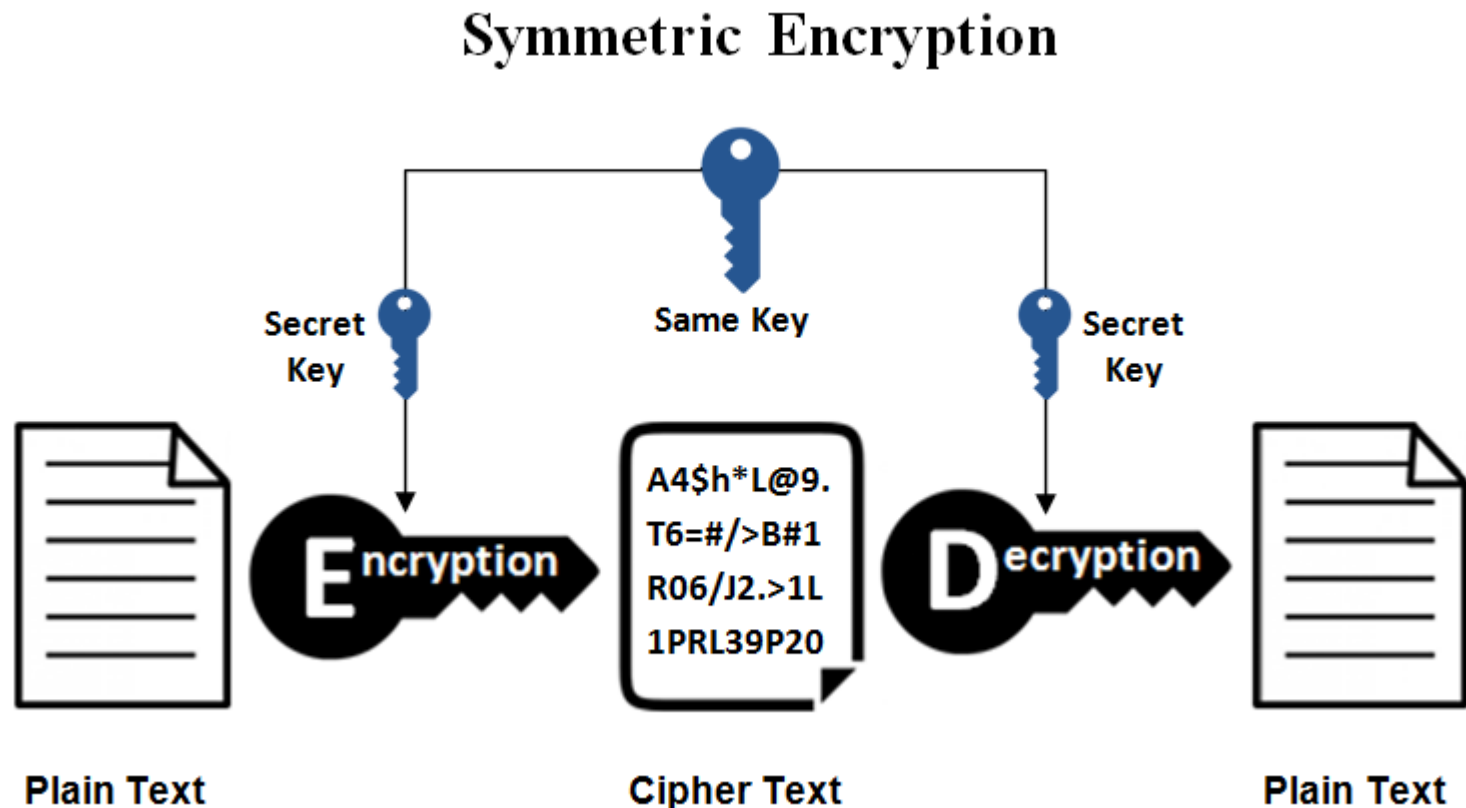 Symmetric Encryption
Same Key
Secret
Key
Secret
Key
Encryption
A4$h*L@9.
T6=#/>B#1
R06/J2.>1L
1PRL39P20
Decryption
Plain Text
Cipher Text
Plain Text